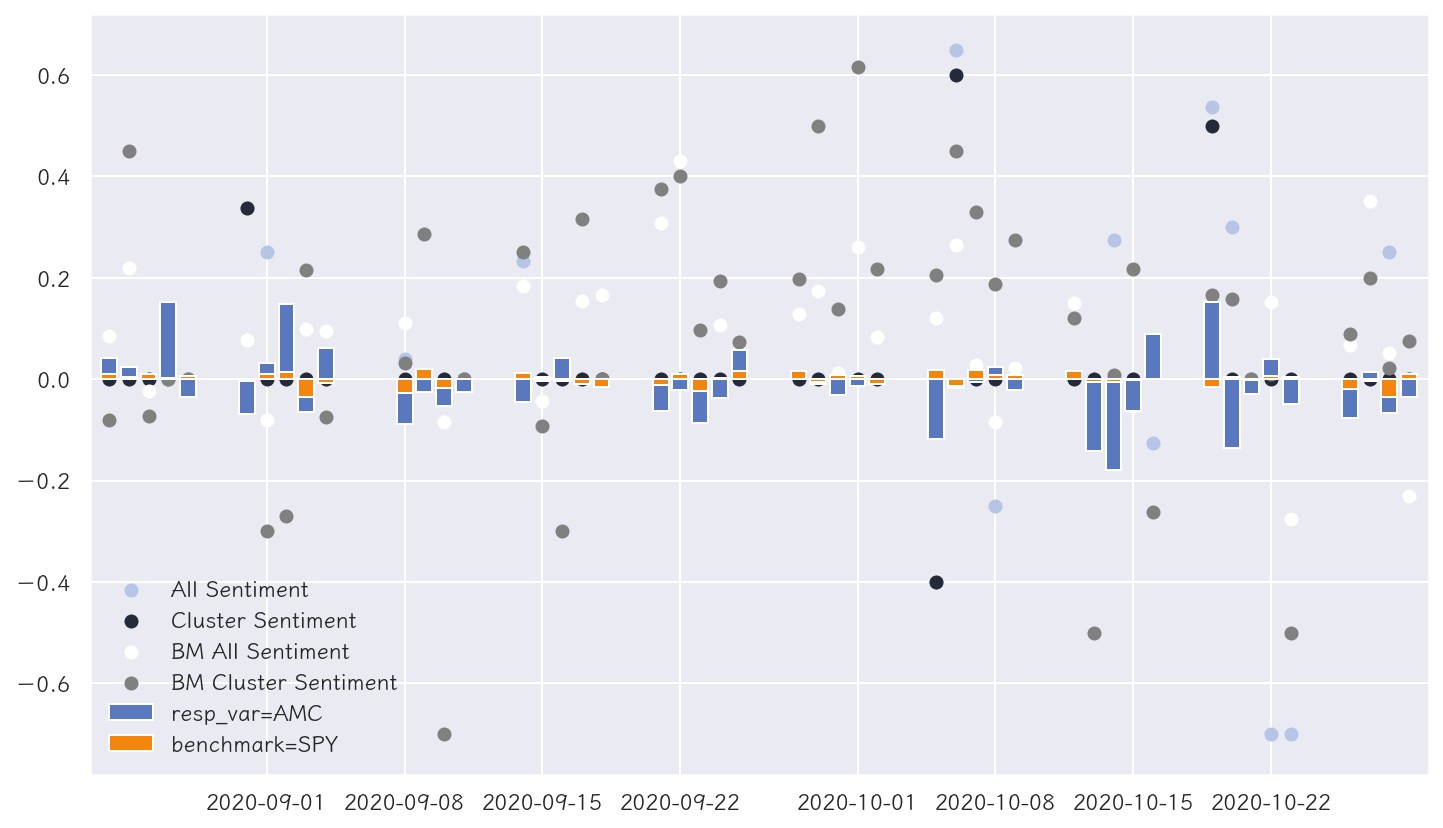 0.6
0.4
0.2
0.0
−0.2
−0.4
−0.6
All Sentiment
Cluster Sentiment
BM All Sentiment
BM Cluster Sentiment
resp_var=AMC
benchmark=SPY
2020-09-01 2020-09-08 2020-09-15 2020-09-22 2020-10-01 2020-10-08 2020-10-15 2020-10-22